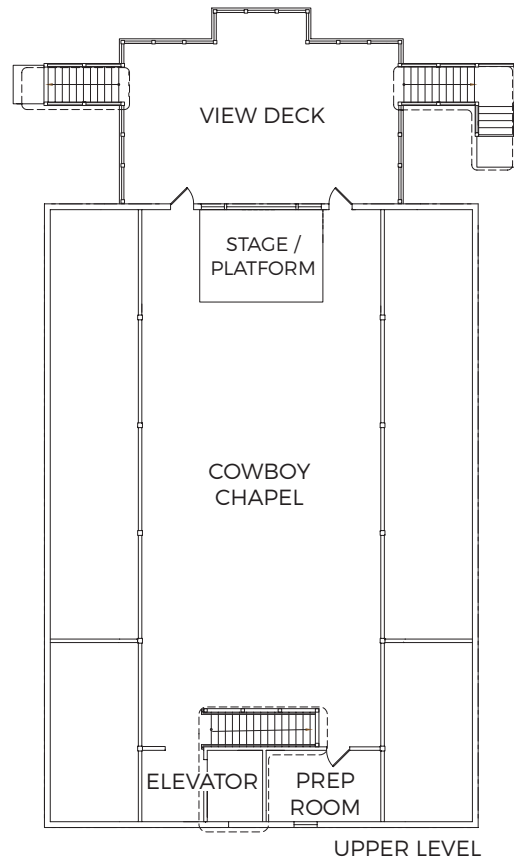 VIEW DECK
STAGE /
PLATFORM
COWBOY
CHAPEL
ELEVATOR
PREP
ROOM
UPPER LEVEL